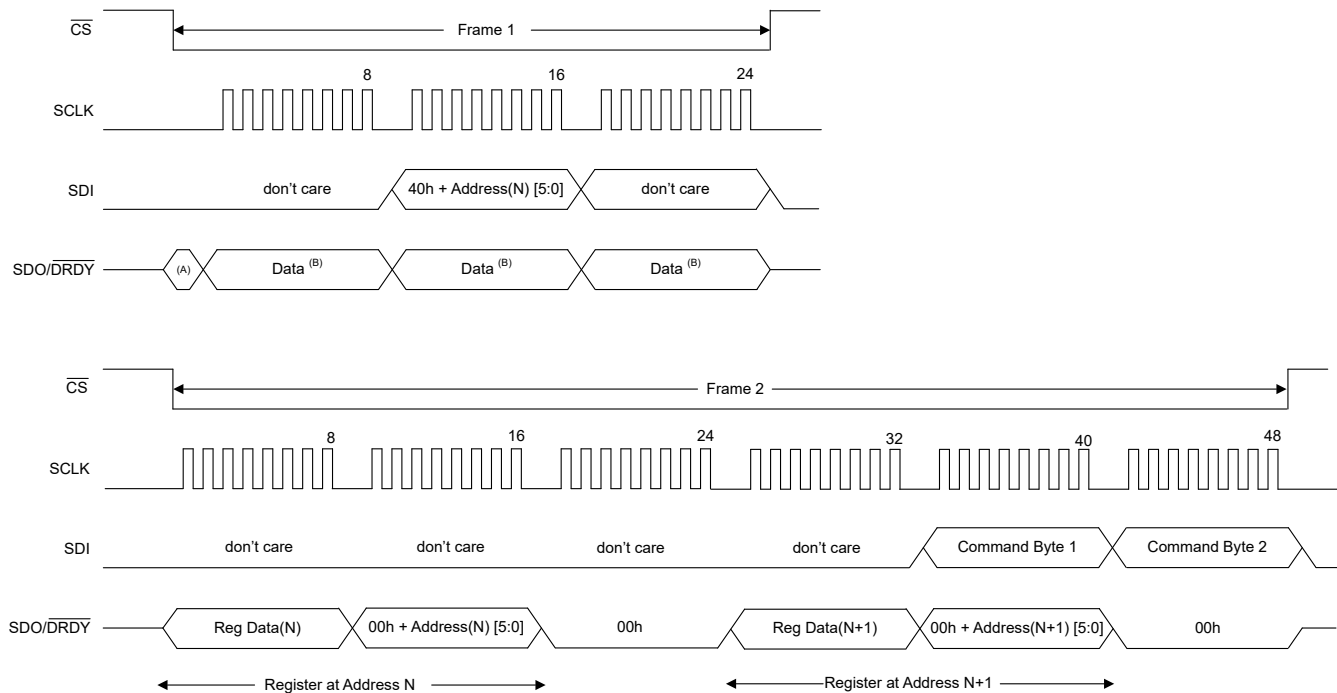 CS
Frame 1
8
16
24
SCLK
SDI
don't care
40h + Address(N) [5:0]
don't care
SDO/DRDY
(A)
Data (B)
Data (B)
Data (B)
CS
Frame 2
8
16
24
32
40
48
SCLK
SDI
don't care
don't care
don't care
don't care
Command Byte 1
Command Byte 2
SDO/DRDY
Reg Data(N)
00h + Address(N) [5:0]
00h
Reg Data(N+1)
00h + Address(N+1) [5:0]
00h
Register at Address N
Register at Address N+1